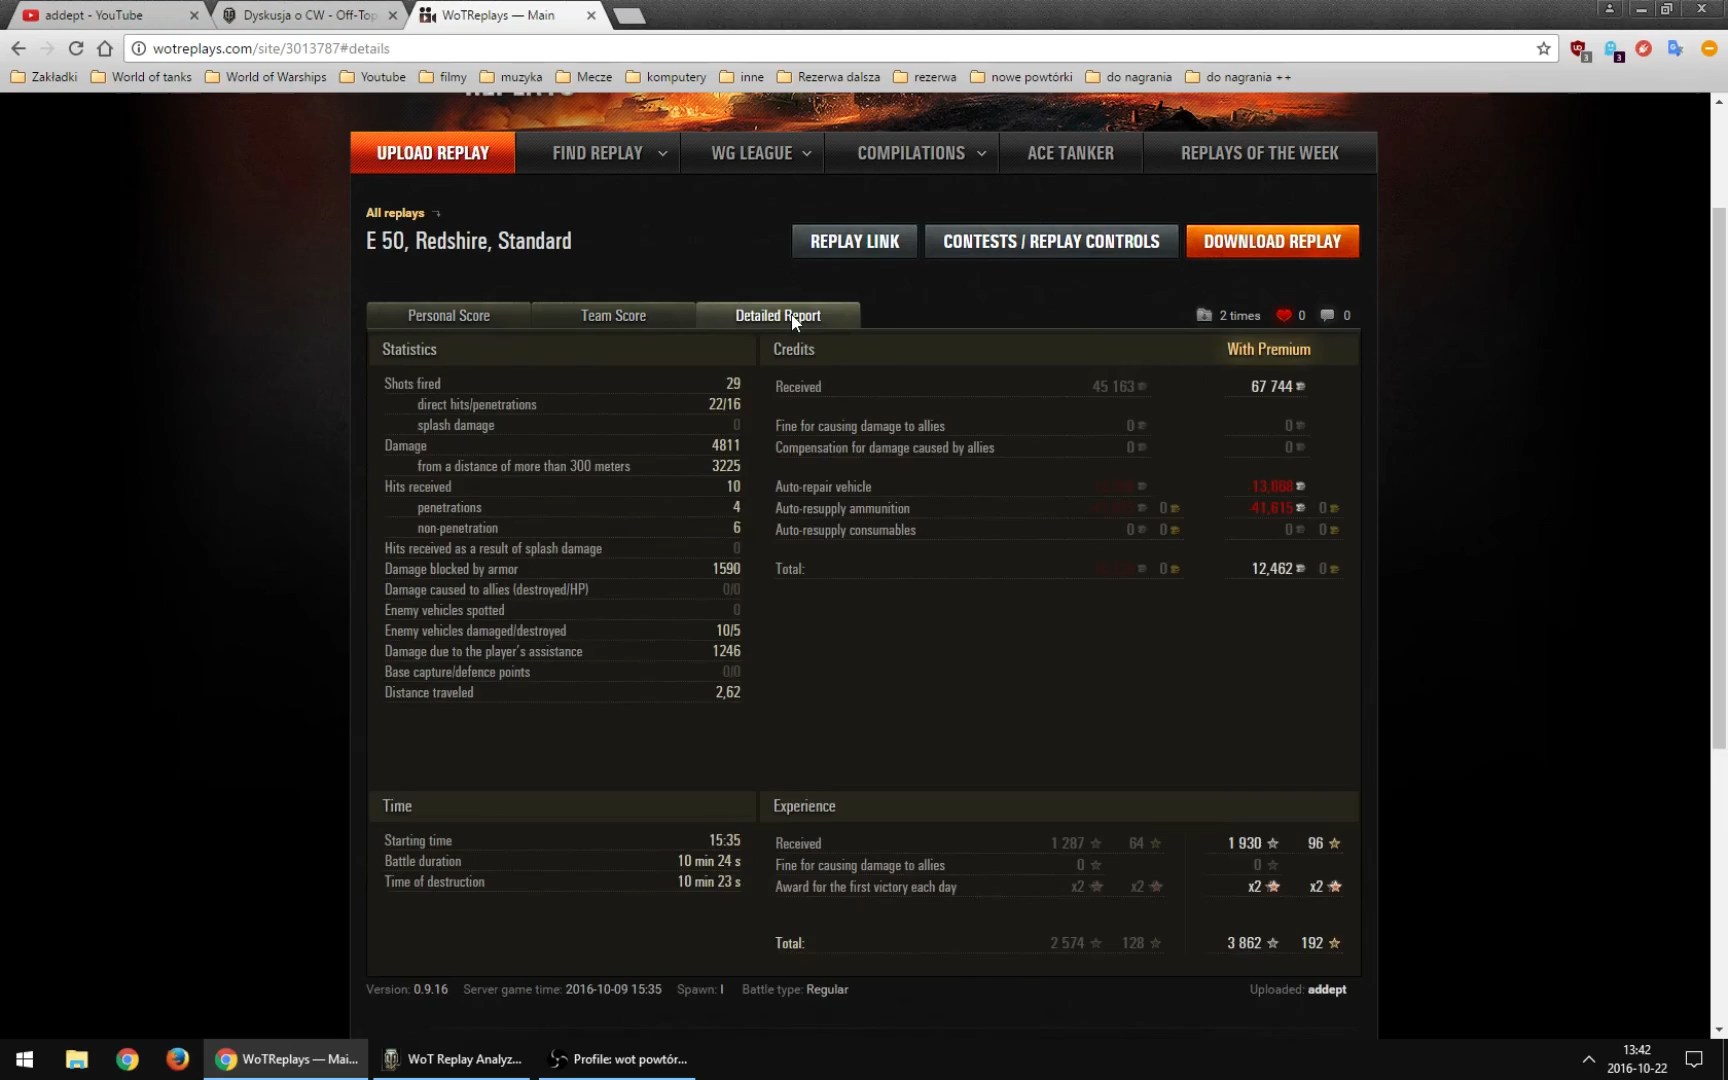 addept - YouTube
Dyskusja o CW - Off-Top
WoTReplays — Main
wotreplays.com/site/3013787#details
Zakładki
World of tanks
World of Warships
Youtube
filmy
muzyka
Mecze
komputery
inne
Rezerwa dalsza
rezerwa
nowe powtórki
do nagrania
do nagrania ++
UPLOAD REPLAY
FIND REPLAY
WG LEAGUE
COMPILATIONS
ACE TANKER
REPLAYS OF THE WEEK
All replays
E 50, Redshire, Standard
REPLAY LINK
CONTESTS / REPLAY CONTROLS
DOWNLOAD REPLAY
Personal Score
Team Score
Detailed Report
2 times
0
0
Statistics
Shots fired 29
direct hits/penetrations 22/16
splash damage 0
Damage 4811
from a distance of more than 300 meters 3225
Hits received 10
penetrations 4
non-penetration 6
Hits received as a result of splash damage 0
Damage blocked by armor 1590
Damage caused to allies (destroyed/HP) 0/0
Enemy vehicles spotted 0
Enemy vehicles damaged/destroyed 10/5
Damage due to the player's assistance 1246
Base capture/defence points 0/0
Distance traveled 2,62
Credits With Premium
Received 45 163 67 744
Fine for causing damage to allies 0 0
Compensation for damage caused by allies 0 0
Auto-repair vehicle -13,668
Auto-resupply ammunition 0 -41,615 0
Auto-resupply consumables 0 0 0 0
Total: 0 12,462 0
Time
Starting time 15:35
Battle duration 10 min 24 s
Time of destruction 10 min 23 s
Experience
Received 1 287 64 1 930 96
Fine for causing damage to allies 0 0
Award for the first victory each day x2 x2 x2 x2
Total: 2 574 128 3 862 192
Version: 0.9.16 Server game time: 2016-10-09 15:35 Spawn: I Battle type: Regular Uploaded: addept
WoTReplays — Mai...
WoT Replay Analyz...
Profile: wot powtór...
13:42
2016-10-22